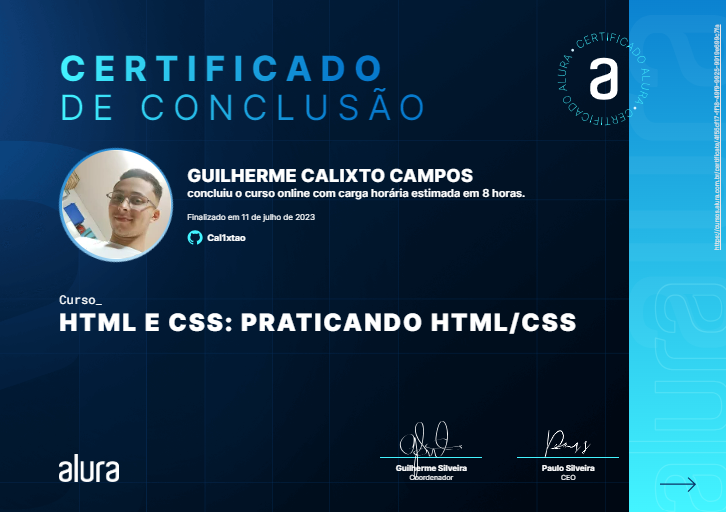 CERTIFICADO
DE CONCLUSÃO
CERTIFICADO ALURA • CERTIFICADO ALURA •
a
GUILHERME CALIXTO CAMPOS
concluiu o curso online com carga horária estimada em 8 horas.
Finalizado em 11 de julho de 2023
Cal1xtao
Curso_
HTML E CSS: PRATICANDO HTML/CSS
alura
Guilherme Silveira
Coordenador
Paulo Silveira
CEO
alura